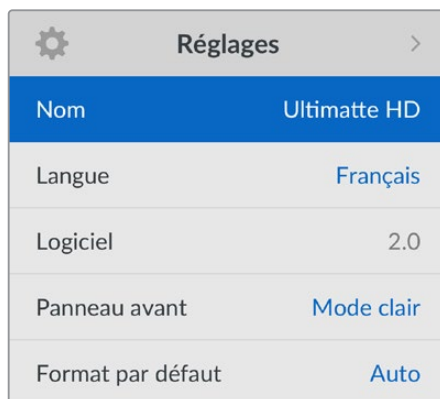 Réglages
Nom Ultimatte HD
Langue Français
Logiciel 2.0
Panneau avant Mode clair
Format par défaut Auto